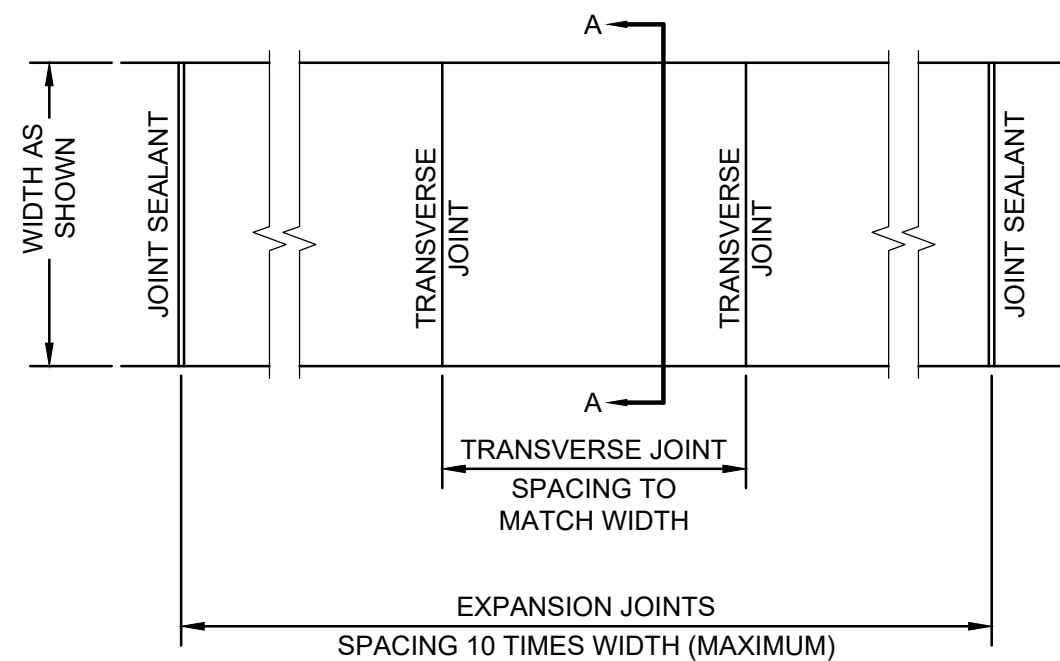 A
WIDTH AS
SHOWN
JOINT SEALANT
TRANSVERSE
JOINT
TRANSVERSE
JOINT
JOINT SEALANT
A
TRANSVERSE JOINT
SPACING TO
MATCH WIDTH
EXPANSION JOINTS
SPACING 10 TIMES WIDTH (MAXIMUM)